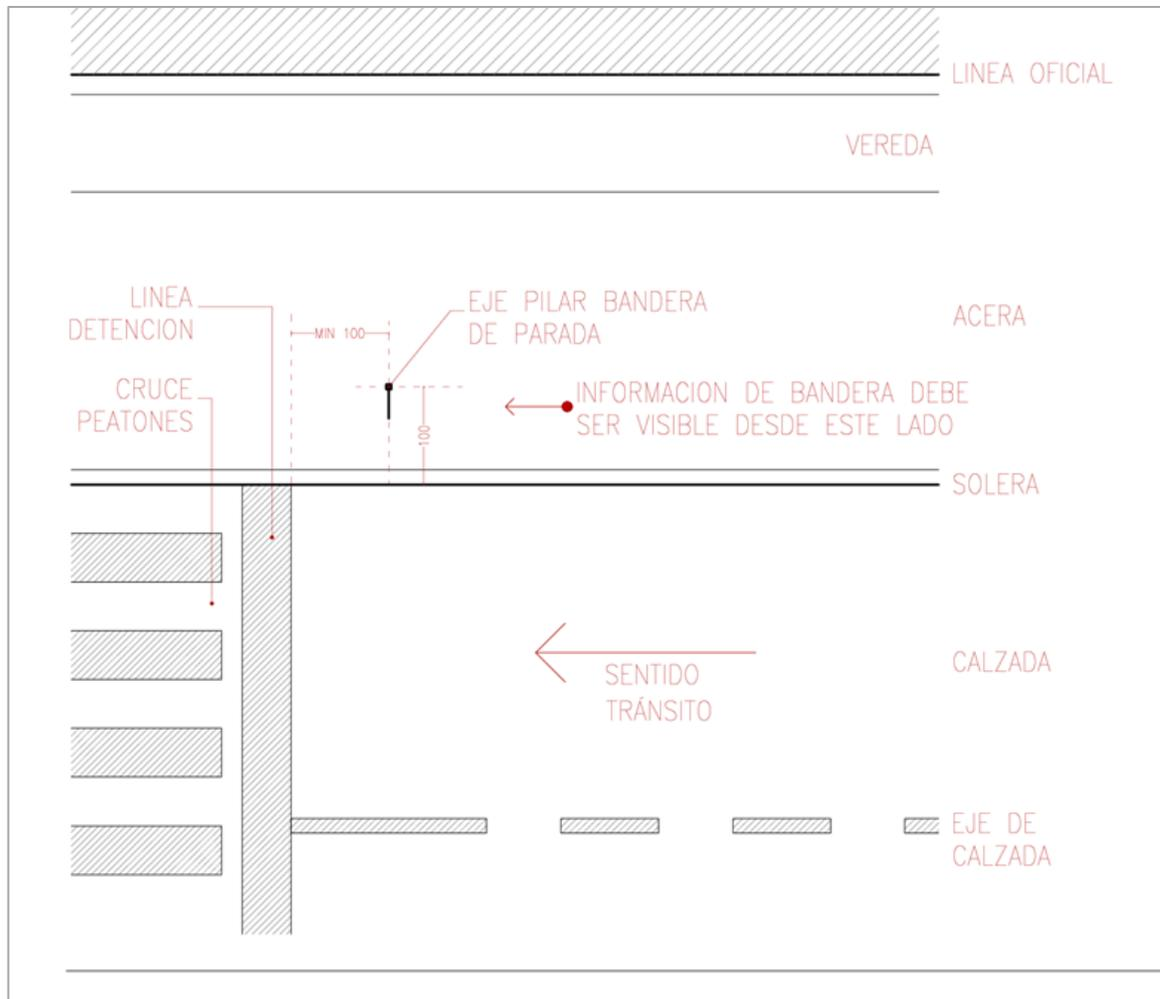 LINEA OFICIAL
VEREDA
LINEA
DETENCION
MIN 100
EJE PILAR BANDERA
DE PARADA
ACERA
CRUCE
PEATONES
INFORMACION DE BANDERA DEBE
SER VISIBLE DESDE ESTE LADO
100
SOLERA
SENTIDO
TRÁNSITO
CALZADA
EJE DE
CALZADA